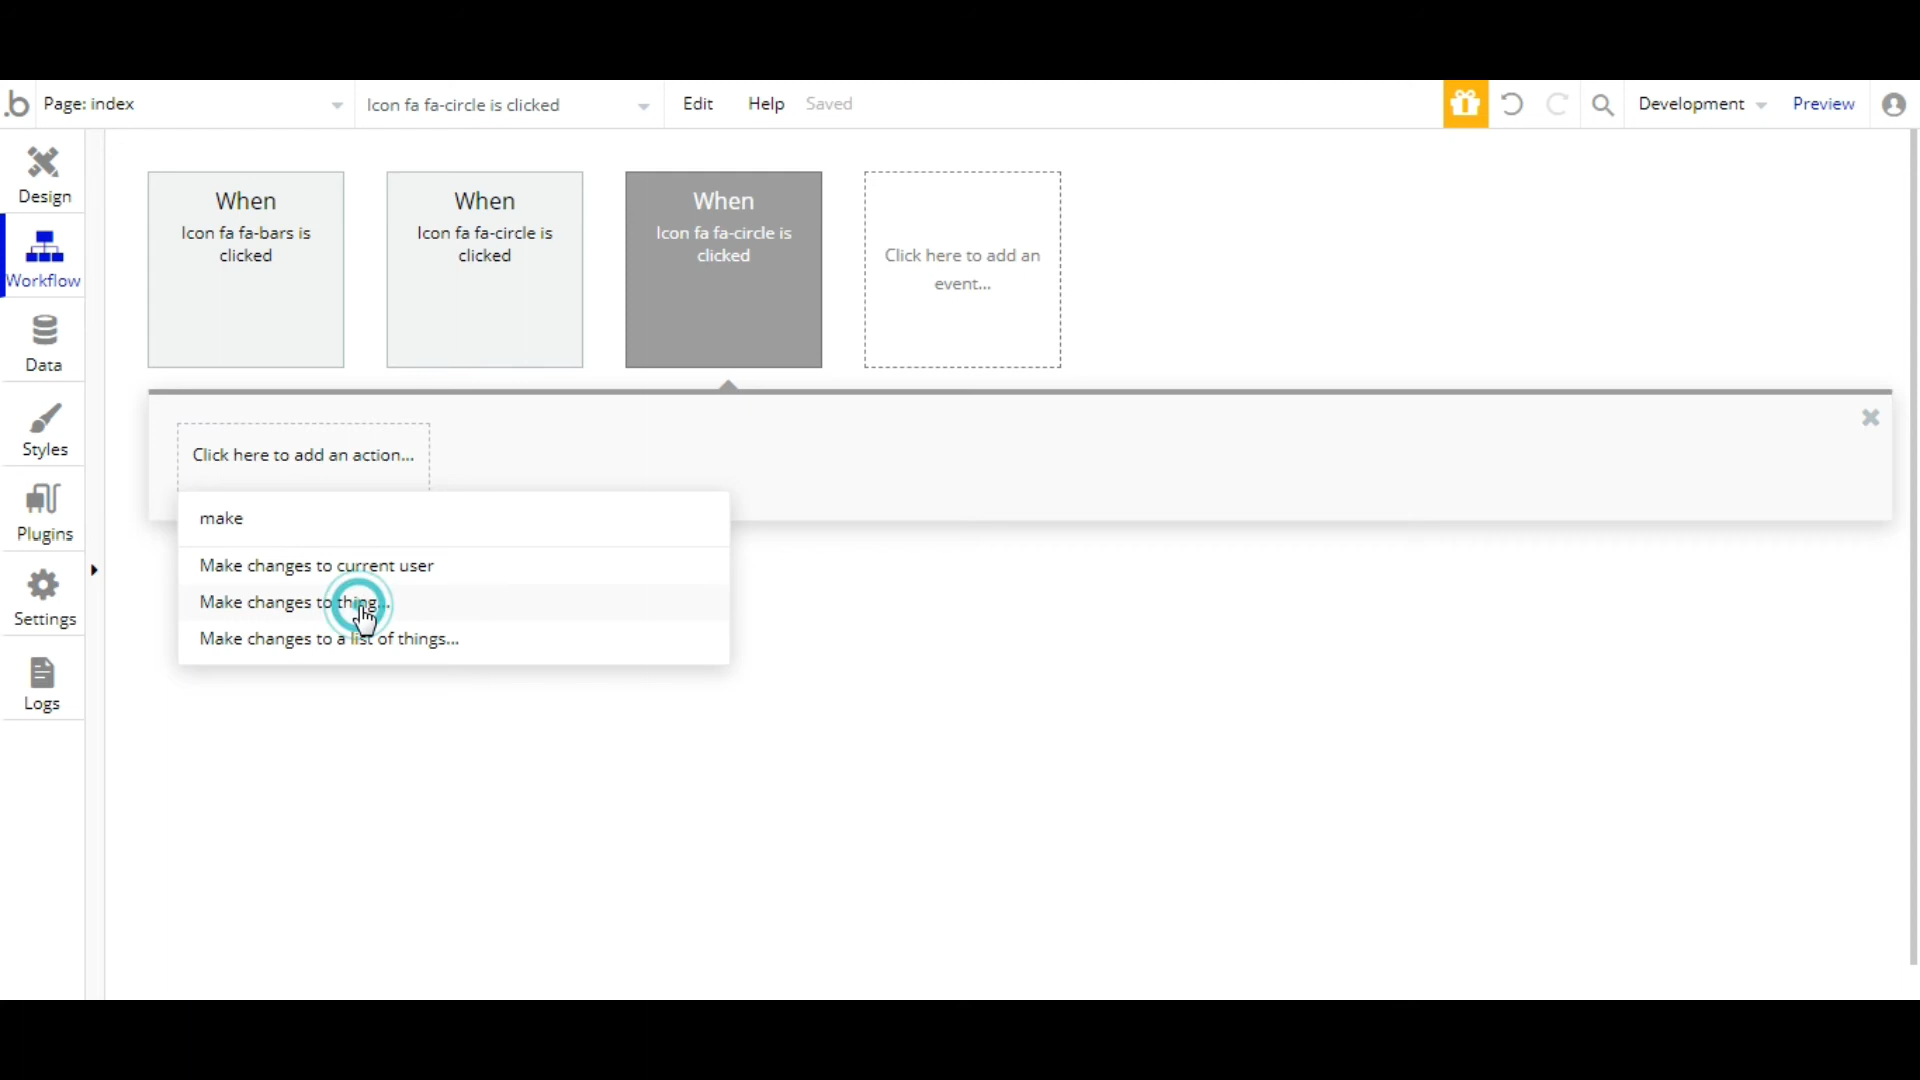 .b Page: index Icon fa fa-circle is clicked Edit Help Saved Development Preview
Design
Workflow
Data
Styles
Plugins
Settings
Logs
When
Icon fa fa-bars is
clicked
When
Icon fa fa-circle is
clicked
When
Icon fa fa-circle is
clicked
Click here to add an
event...
Click here to add an action...
make
Make changes to current user
Make changes to thing...
Make changes to a list of things...